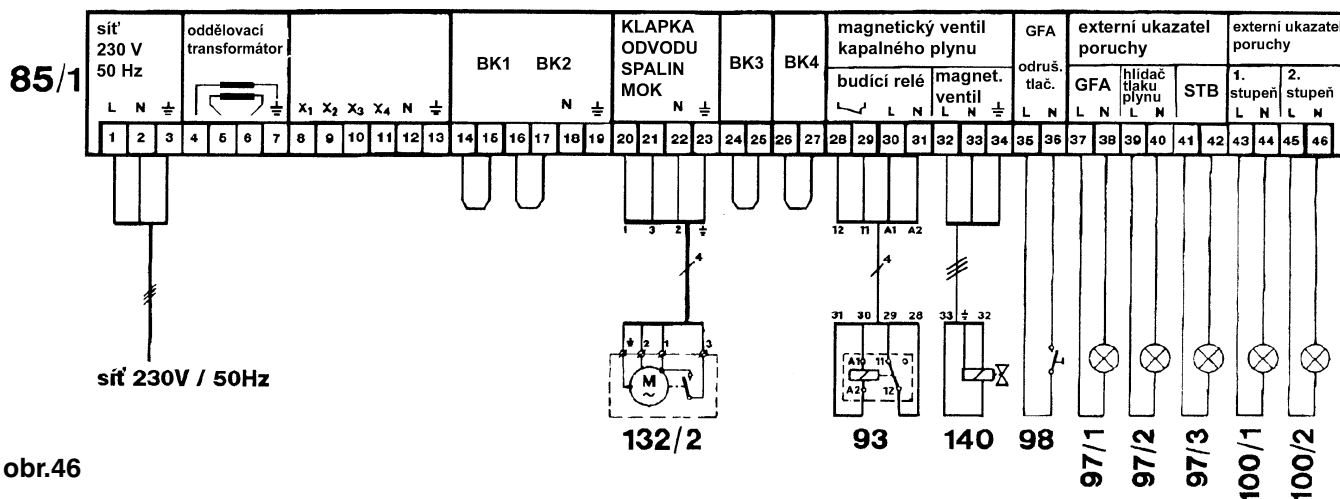 85/1
síť
230 V
50 Hz
L N
oddělovací
transformátor
X1 X2 X3 X4 N
BK1 BK2
N
KLAPKA
ODVODU
SPALIN
MOK
N
BK3
BK4
magnetický ventil
kapalného plynu
budící relé
L N
magnet.
ventil
L N
GFA
odruš.
tlač.
L N
externí ukazatel
poruchy
GFA
L N
hlídač
tlaku
plynu
L N
STB
externí ukazatel
poruchy
1.
stupeň
L N
2.
stupeň
L N
1 2 3 4 5 6 7 8 9 10 11 12 13 14 15 16 17 18 19 20 21 22 23 24 25 26 27 28 29 30 31 32 33 34 35 36 37 38 39 40 41 42 43 44 45 46
1 3 2
12 11 A1 A2
4
4
31 30 29 28
33 32
2 1 3
M
~
A1 11
A2 12
síť 230V / 50Hz
132/2
93
140
98
97/1
97/2
97/3
100/1
100/2
obr.46